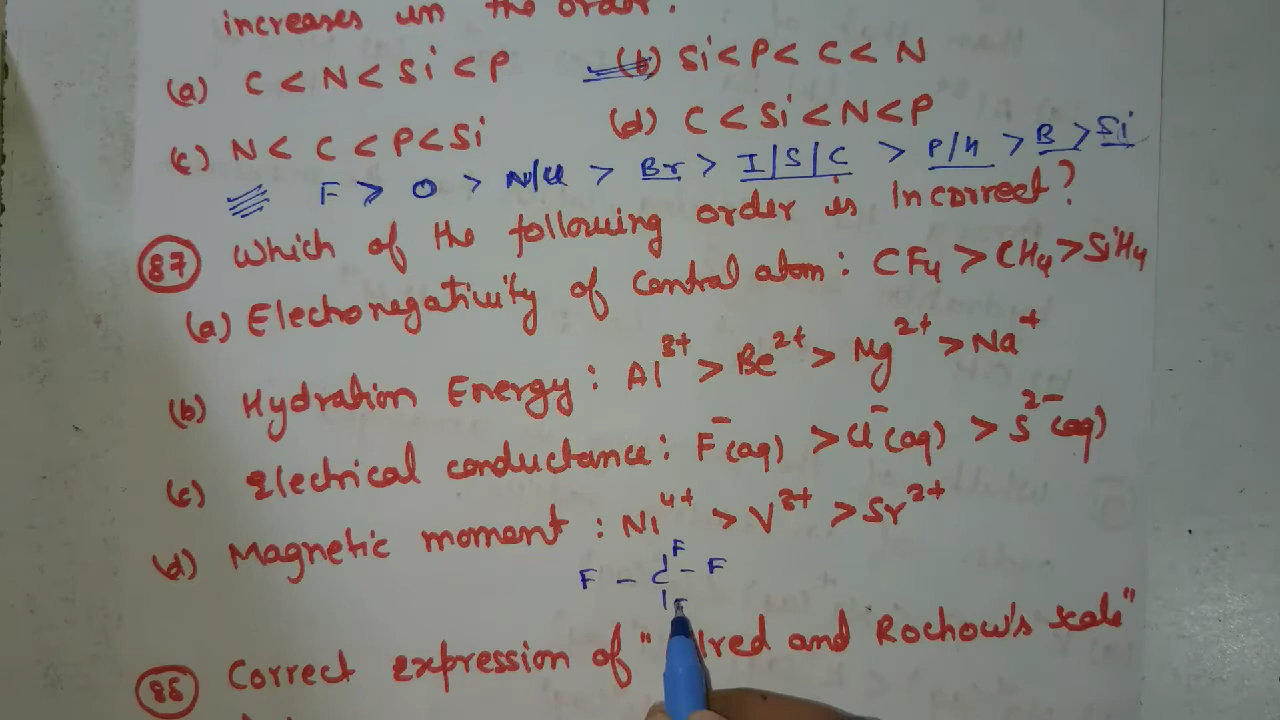 increases in the order.
(a) C < N < Si < P (b) Si < P < C < N
(c) N < C < P < Si (d) C < Si < N < P
F > O > N/Cl > Br > I/S/C > P/H > B > Si
(87) Which of the following order is Incorrect?
(a) Electronegativity of Central atom : CF₄ > CH₄ > SiH₄
(b) Hydration Energy : Al³⁺ > Be²⁺ > Mg²⁺ > Na⁺
(c) Electrical conductance : F⁻(aq) > Cl⁻(aq) > S²⁻(aq)
(d) Magnetic moment : Ni⁴⁺ > V³⁺ > Sr²⁺
F
F - C - F
(88) Correct expression of " and Rochow's scale"